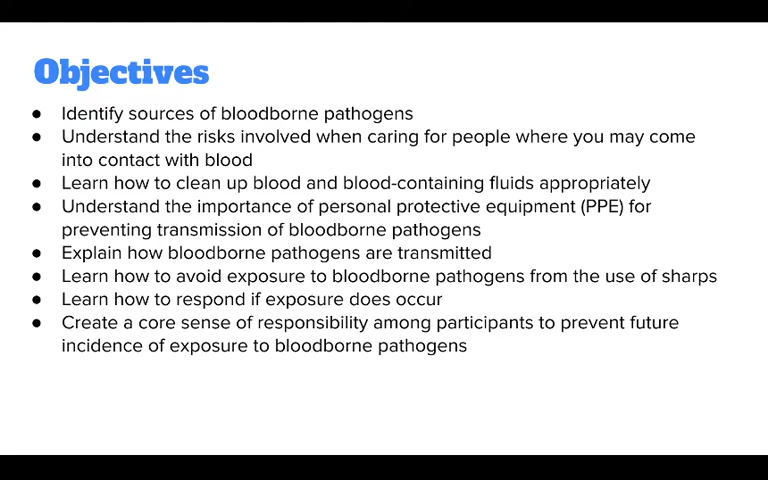 Objectives
● Identify sources of bloodborne pathogens
● Understand the risks involved when caring for people where you may come
into contact with blood
● Learn how to clean up blood and blood-containing fluids appropriately
● Understand the importance of personal protective equipment (PPE) for
preventing transmission of bloodborne pathogens
● Explain how bloodborne pathogens are transmitted
● Learn how to avoid exposure to bloodborne pathogens from the use of sharps
● Learn how to respond if exposure does occur
● Create a core sense of responsibility among participants to prevent future
incidence of exposure to bloodborne pathogens